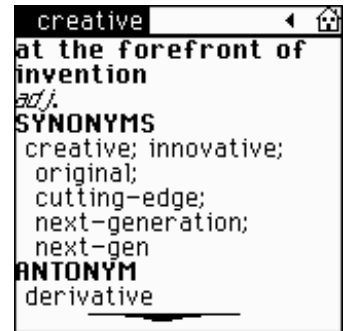 creative
at the forefront of
invention
adj.
SYNONYMS
creative; innovative;
original;
cutting-edge;
next-generation;
next-gen
ANTONYM
derivative